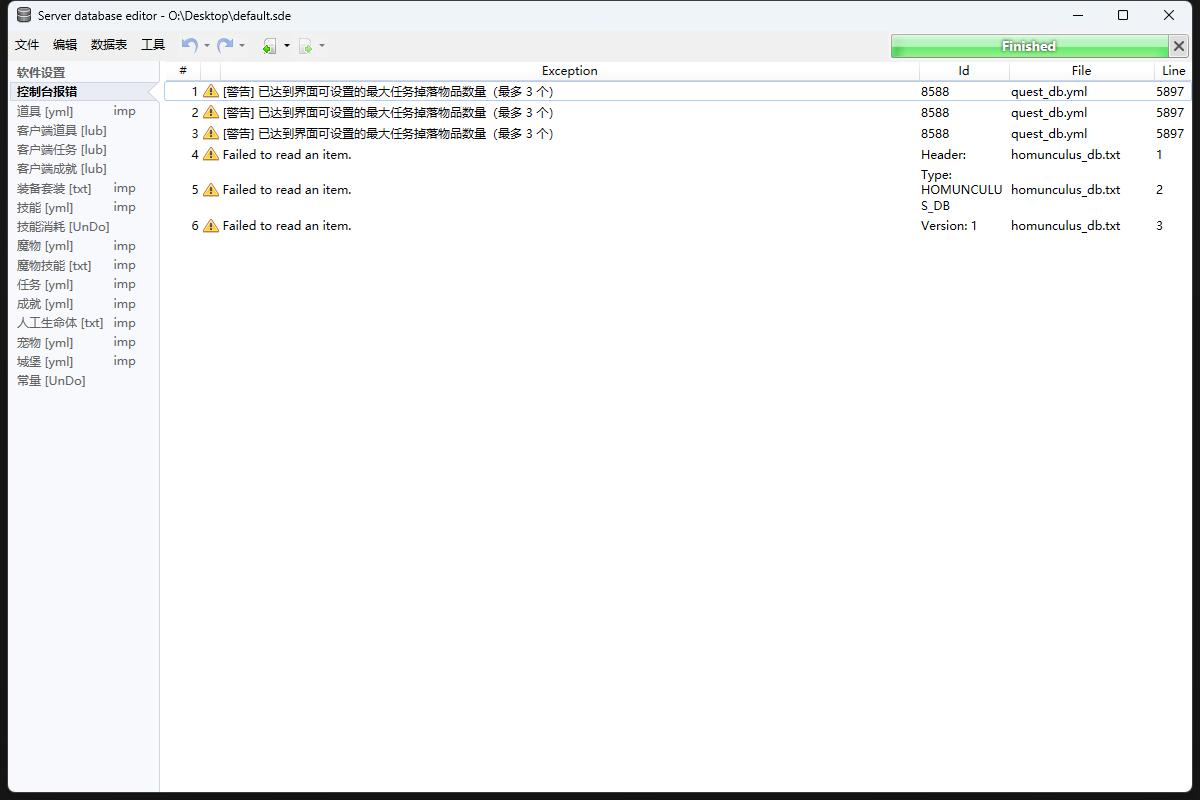 Server database editor - O:\Desktop\default.sde
文件 编辑 数据表 工具
Finished
软件设置
控制台报错
道具 [yml] imp
客户端道具 [lub]
客户端任务 [lub]
客户端成就 [lub]
装备套装 [txt] imp
技能 [yml] imp
技能消耗 [UnDo]
魔物 [yml] imp
魔物技能 [txt] imp
任务 [yml] imp
成就 [yml] imp
人工生命体 [txt] imp
宠物 [yml] imp
城堡 [yml] imp
常量 [UnDo]
# Exception Id File Line
1 [警告] 已达到界面可设置的最大任务掉落物品数量（最多 3 个） 8588 quest_db.yml 5897
2 [警告] 已达到界面可设置的最大任务掉落物品数量（最多 3 个） 8588 quest_db.yml 5897
3 [警告] 已达到界面可设置的最大任务掉落物品数量（最多 3 个） 8588 quest_db.yml 5897
4 Failed to read an item. Header: homunculus_db.txt 1
Type:
5 Failed to read an item. HOMUNCULU homunculus_db.txt 2
S_DB
6 Failed to read an item. Version: 1 homunculus_db.txt 3